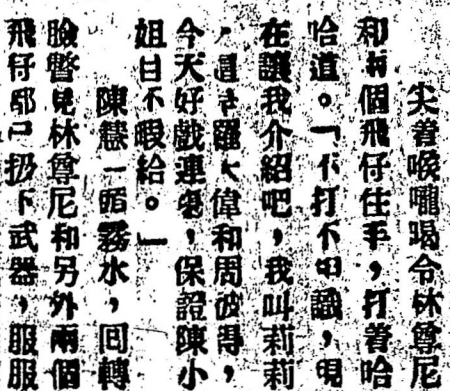 尖着喉嚨喝令林尊尼
和兩個飛仔住手，打着哈
哈道。「不打不相識，現
在讓我介紹吧，我叫莉莉
，這是羅大偉和周彼得，
今天好戲連場，保證陳小
姐目不暇給。」
陳慧一頭霧水，回轉
臉瞥見林尊尼和另外兩個
飛仔都已扔下武器，服服